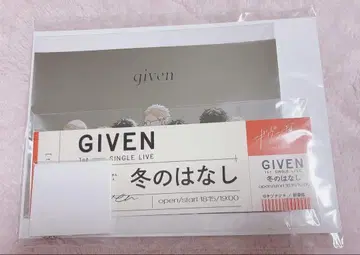 given
GIVEN
1st SINGLE LIVE
冬のはなし
open/start 18:15/19:00
GIVEN
1st SINGLE LIVE
冬のはなし